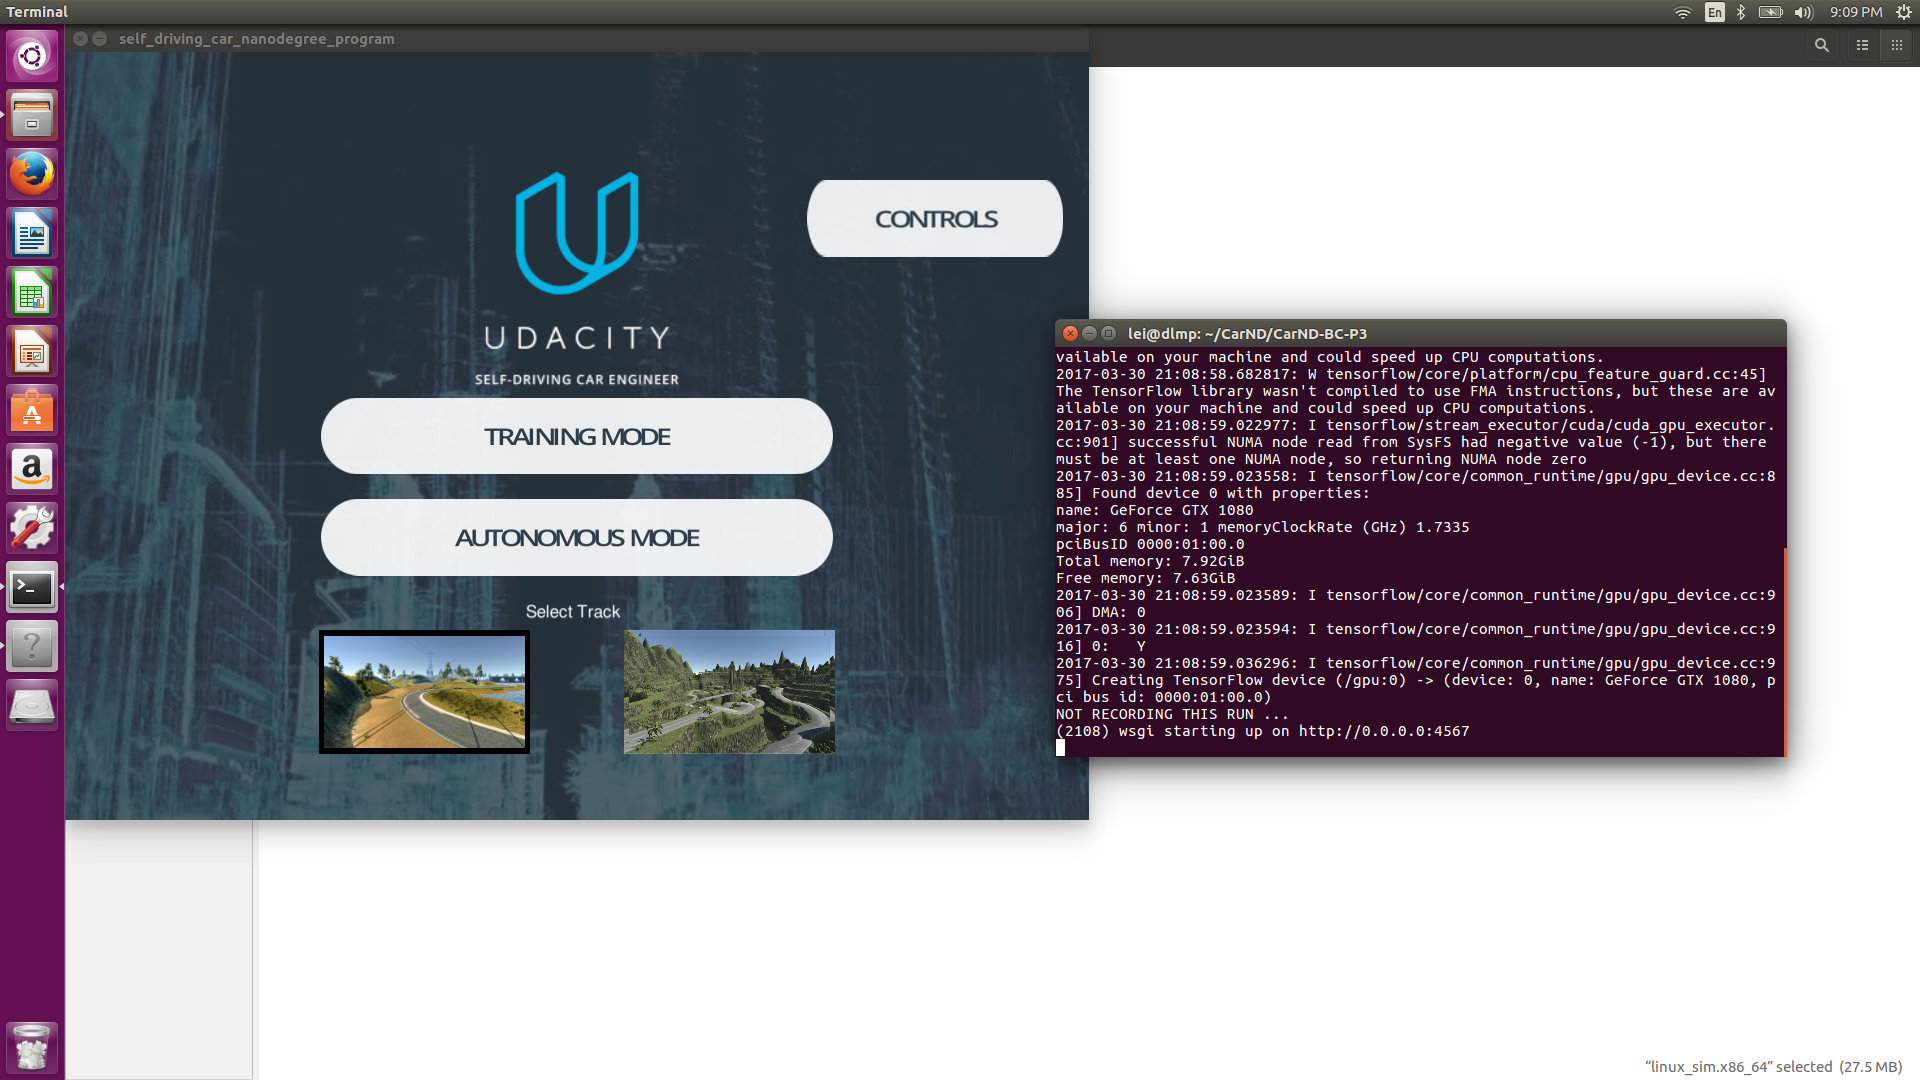 Terminal
En
9:09 PM
self_driving_car_nanodegree_program
CONTROLS
UDACITY
SELF-DRIVING CAR ENGINEER
TRAINING MODE
AUTONOMOUS MODE
Select Track
lei@dlmp: ~/CarND/CarND-BC-P3
vailable on your machine and could speed up CPU computations.
2017-03-30 21:08:58.682817: W tensorflow/core/platform/cpu_feature_guard.cc:45]
The TensorFlow library wasn't compiled to use FMA instructions, but these are av
ailable on your machine and could speed up CPU computations.
2017-03-30 21:08:59.022977: I tensorflow/stream_executor/cuda/cuda_gpu_executor.
cc:901] successful NUMA node read from SysFS had negative value (-1), but there
must be at least one NUMA node, so returning NUMA node zero
2017-03-30 21:08:59.023558: I tensorflow/core/common_runtime/gpu/gpu_device.cc:8
85] Found device 0 with properties:
name: GeForce GTX 1080
major: 6 minor: 1 memoryClockRate (GHz) 1.7335
pciBusID 0000:01:00.0
Total memory: 7.92GiB
Free memory: 7.63GiB
2017-03-30 21:08:59.023589: I tensorflow/core/common_runtime/gpu/gpu_device.cc:9
06] DMA: 0
2017-03-30 21:08:59.023594: I tensorflow/core/common_runtime/gpu/gpu_device.cc:9
16] 0:   Y
2017-03-30 21:08:59.036296: I tensorflow/core/common_runtime/gpu/gpu_device.cc:9
75] Creating TensorFlow device (/gpu:0) -> (device: 0, name: GeForce GTX 1080, p
ci bus id: 0000:01:00.0)
NOT RECORDING THIS RUN ...
(2108) wsgi starting up on http://0.0.0.0:4567
“linux_sim.x86_64” selected (27.5 MB)